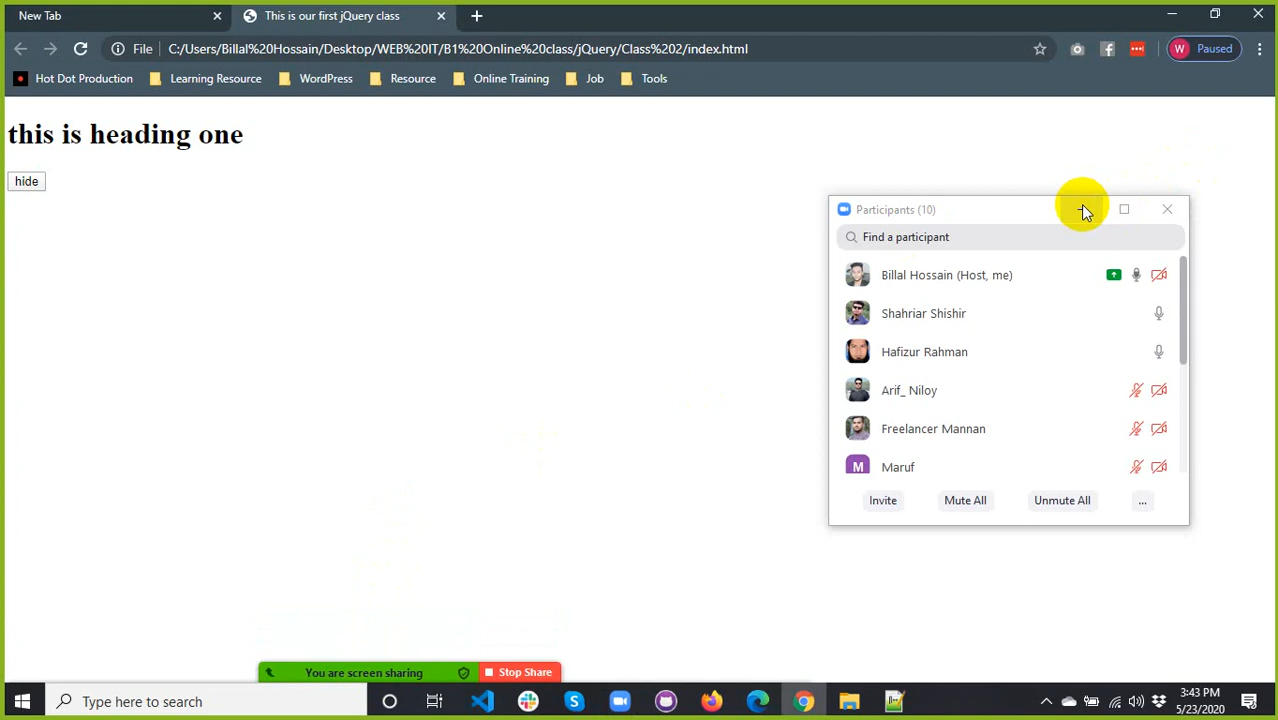 New Tab
This is our first jQuery class
File
C:/Users/Billal%20Hossain/Desktop/WEB%20IT/B1%20Online%20class/jQuery/Class%202/index.html
W
Paused
Hot Dot Production
Learning Resource
WordPress
Resource
Online Training
Job
Tools
this is heading one
hide
Participants (10)
Find a participant
Billal Hossain (Host, me)
Shahriar Shishir
Hafizur Rahman
Arif_ Niloy
Freelancer Mannan
M
Maruf
Invite
Mute All
Unmute All
...
You are screen sharing
Stop Share
Type here to search
3:43 PM
5/23/2020